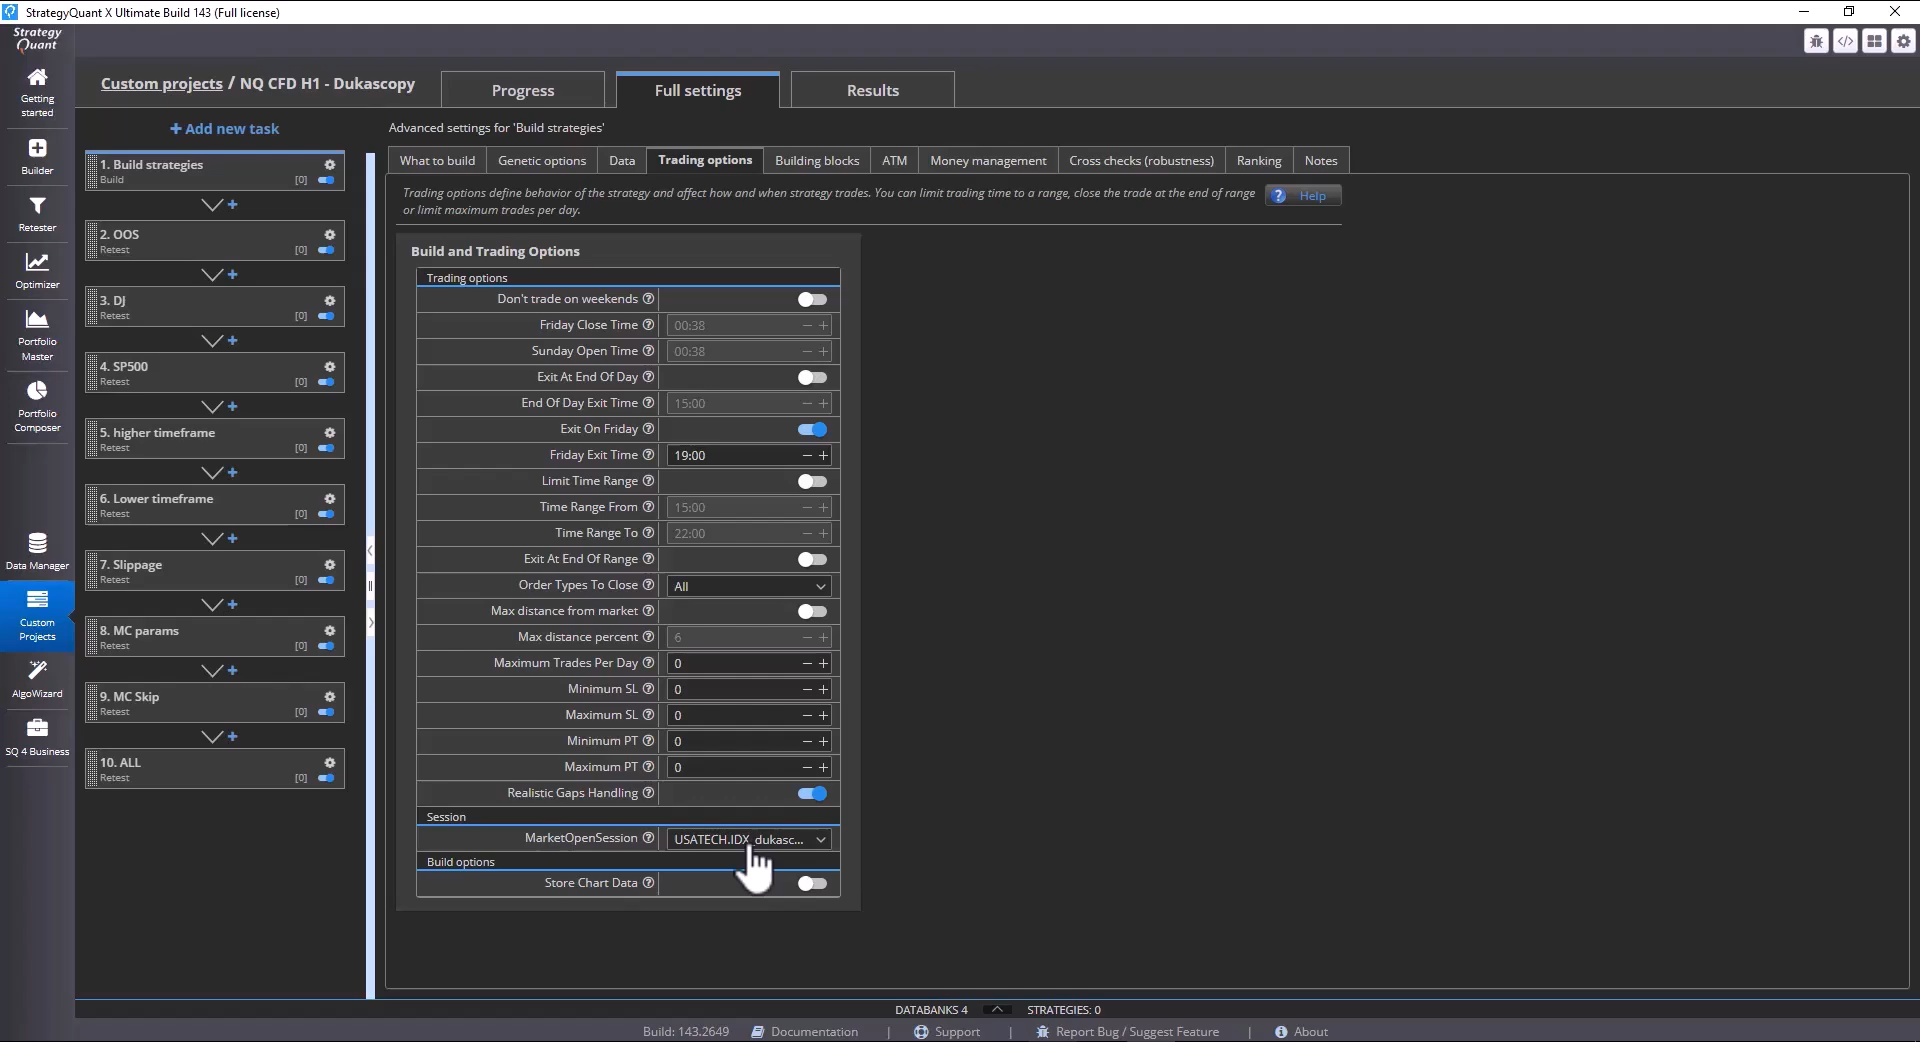 StrategyQuant X Ultimate Build 143 (Full license)
Strategy
Quant
Getting
started
Builder
Retester
Optimizer
Portfolio
Master
Portfolio
Composer
Data Manager
Custom
Projects
AlgoWizard
SQ 4 Business
Custom projects / NQ CFD H1 - Dukascopy
Progress
Full settings
Results
+ Add new task
1. Build strategies
Build [0]
2. OOS
Retest [0]
3. DJ
Retest [0]
4. SP500
Retest [0]
5. higher timeframe
Retest [0]
6. Lower timeframe
Retest [0]
7. Slippage
Retest [0]
8. MC params
Retest [0]
9. MC Skip
Retest [0]
10. ALL
Retest [0]
Advanced settings for 'Build strategies'
What to build
Genetic options
Data
Trading options
Building blocks
ATM
Money management
Cross checks (robustness)
Ranking
Notes
Trading options define behavior of the strategy and affect how and when strategy trades. You can limit trading time to a range, close the trade at the end of range
or limit maximum trades per day.
? Help
Build and Trading Options
Trading options
Don't trade on weekends ?
Friday Close Time ? 00:38 − +
Sunday Open Time ? 00:38 − +
Exit At End Of Day ?
End Of Day Exit Time ? 15:00 − +
Exit On Friday ?
Friday Exit Time ? 19:00 − +
Limit Time Range ?
Time Range From ? 15:00 − +
Time Range To ? 22:00 − +
Exit At End Of Range ?
Order Types To Close ? All
Max distance from market ?
Max distance percent ? 6 − +
Maximum Trades Per Day ? 0 − +
Minimum SL ? 0 − +
Maximum SL ? 0 − +
Minimum PT ? 0 − +
Maximum PT ? 0 − +
Realistic Gaps Handling ?
Session
MarketOpenSession ? USATECH.IDX_dukasc...
Build options
Store Chart Data ?
DATABANKS 4
STRATEGIES: 0
Build: 143.2649
Documentation
|
Support
|
Report Bug / Suggest Feature
|
About